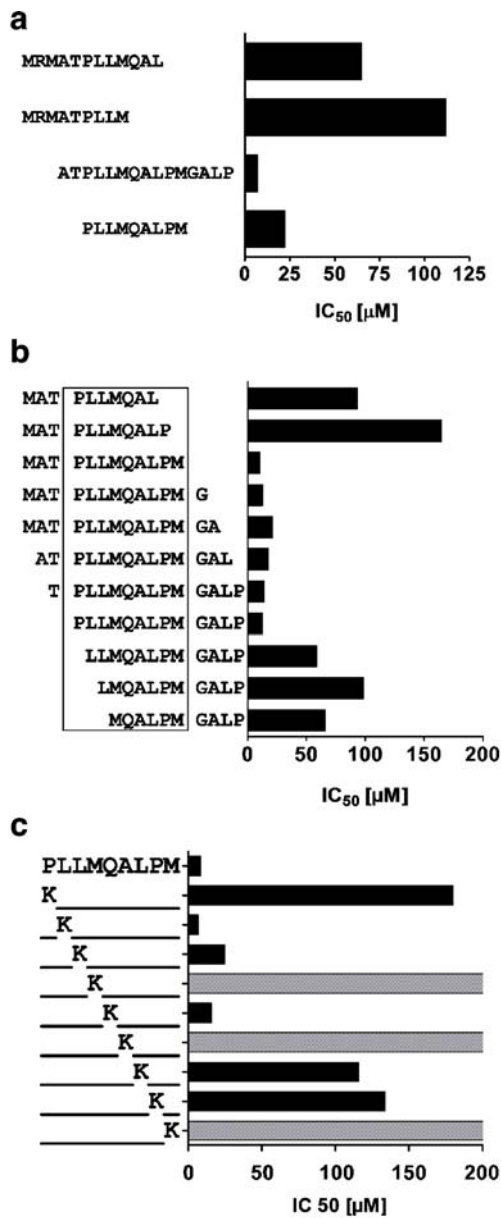 a
MRMATPLLMQAL
MRMATPLLM
ATPLLMQALPMGALP
PLLMQALPM
0 25 50 75 100 125
IC50 [µM]
b
MAT PLLMQAL
MAT PLLMQALP
MAT PLLMQALPM
MAT PLLMQALPM G
MAT PLLMQALPM GA
AT PLLMQALPM GAL
T PLLMQALPM GALP
PLLMQALPM GALP
LLMQALPM GALP
LMQALPM GALP
MQALPM GALP
0 50 100 150 200
IC50 [µM]
c
PLLMQALPM
K
K
K
K
K
K
K
K
K
0 50 100 150 200
IC 50 [µM]